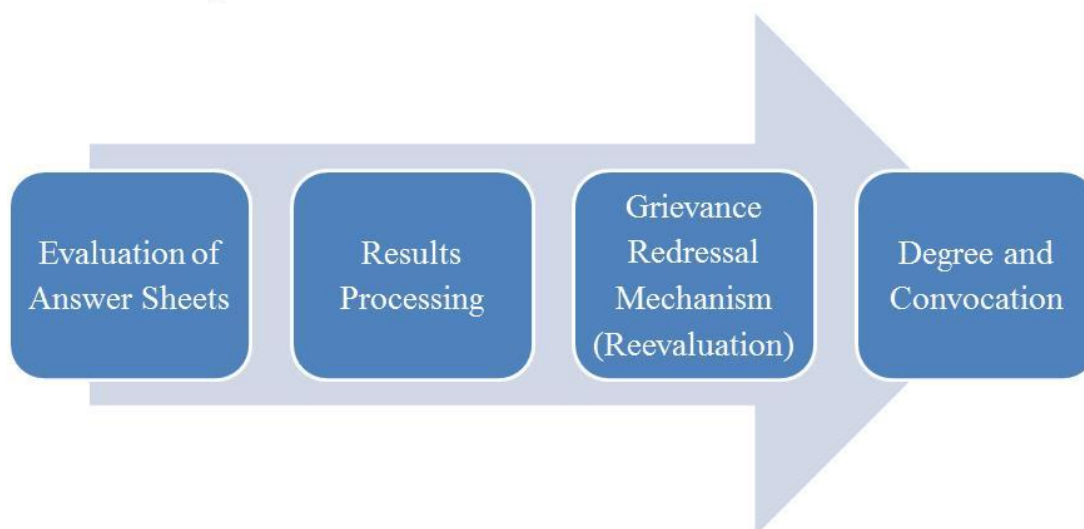 Evaluation of
Answer Sheets
Results
Processing
Grievance
Redressal
Mechanism
(Reevaluation)
Degree and
Convocation